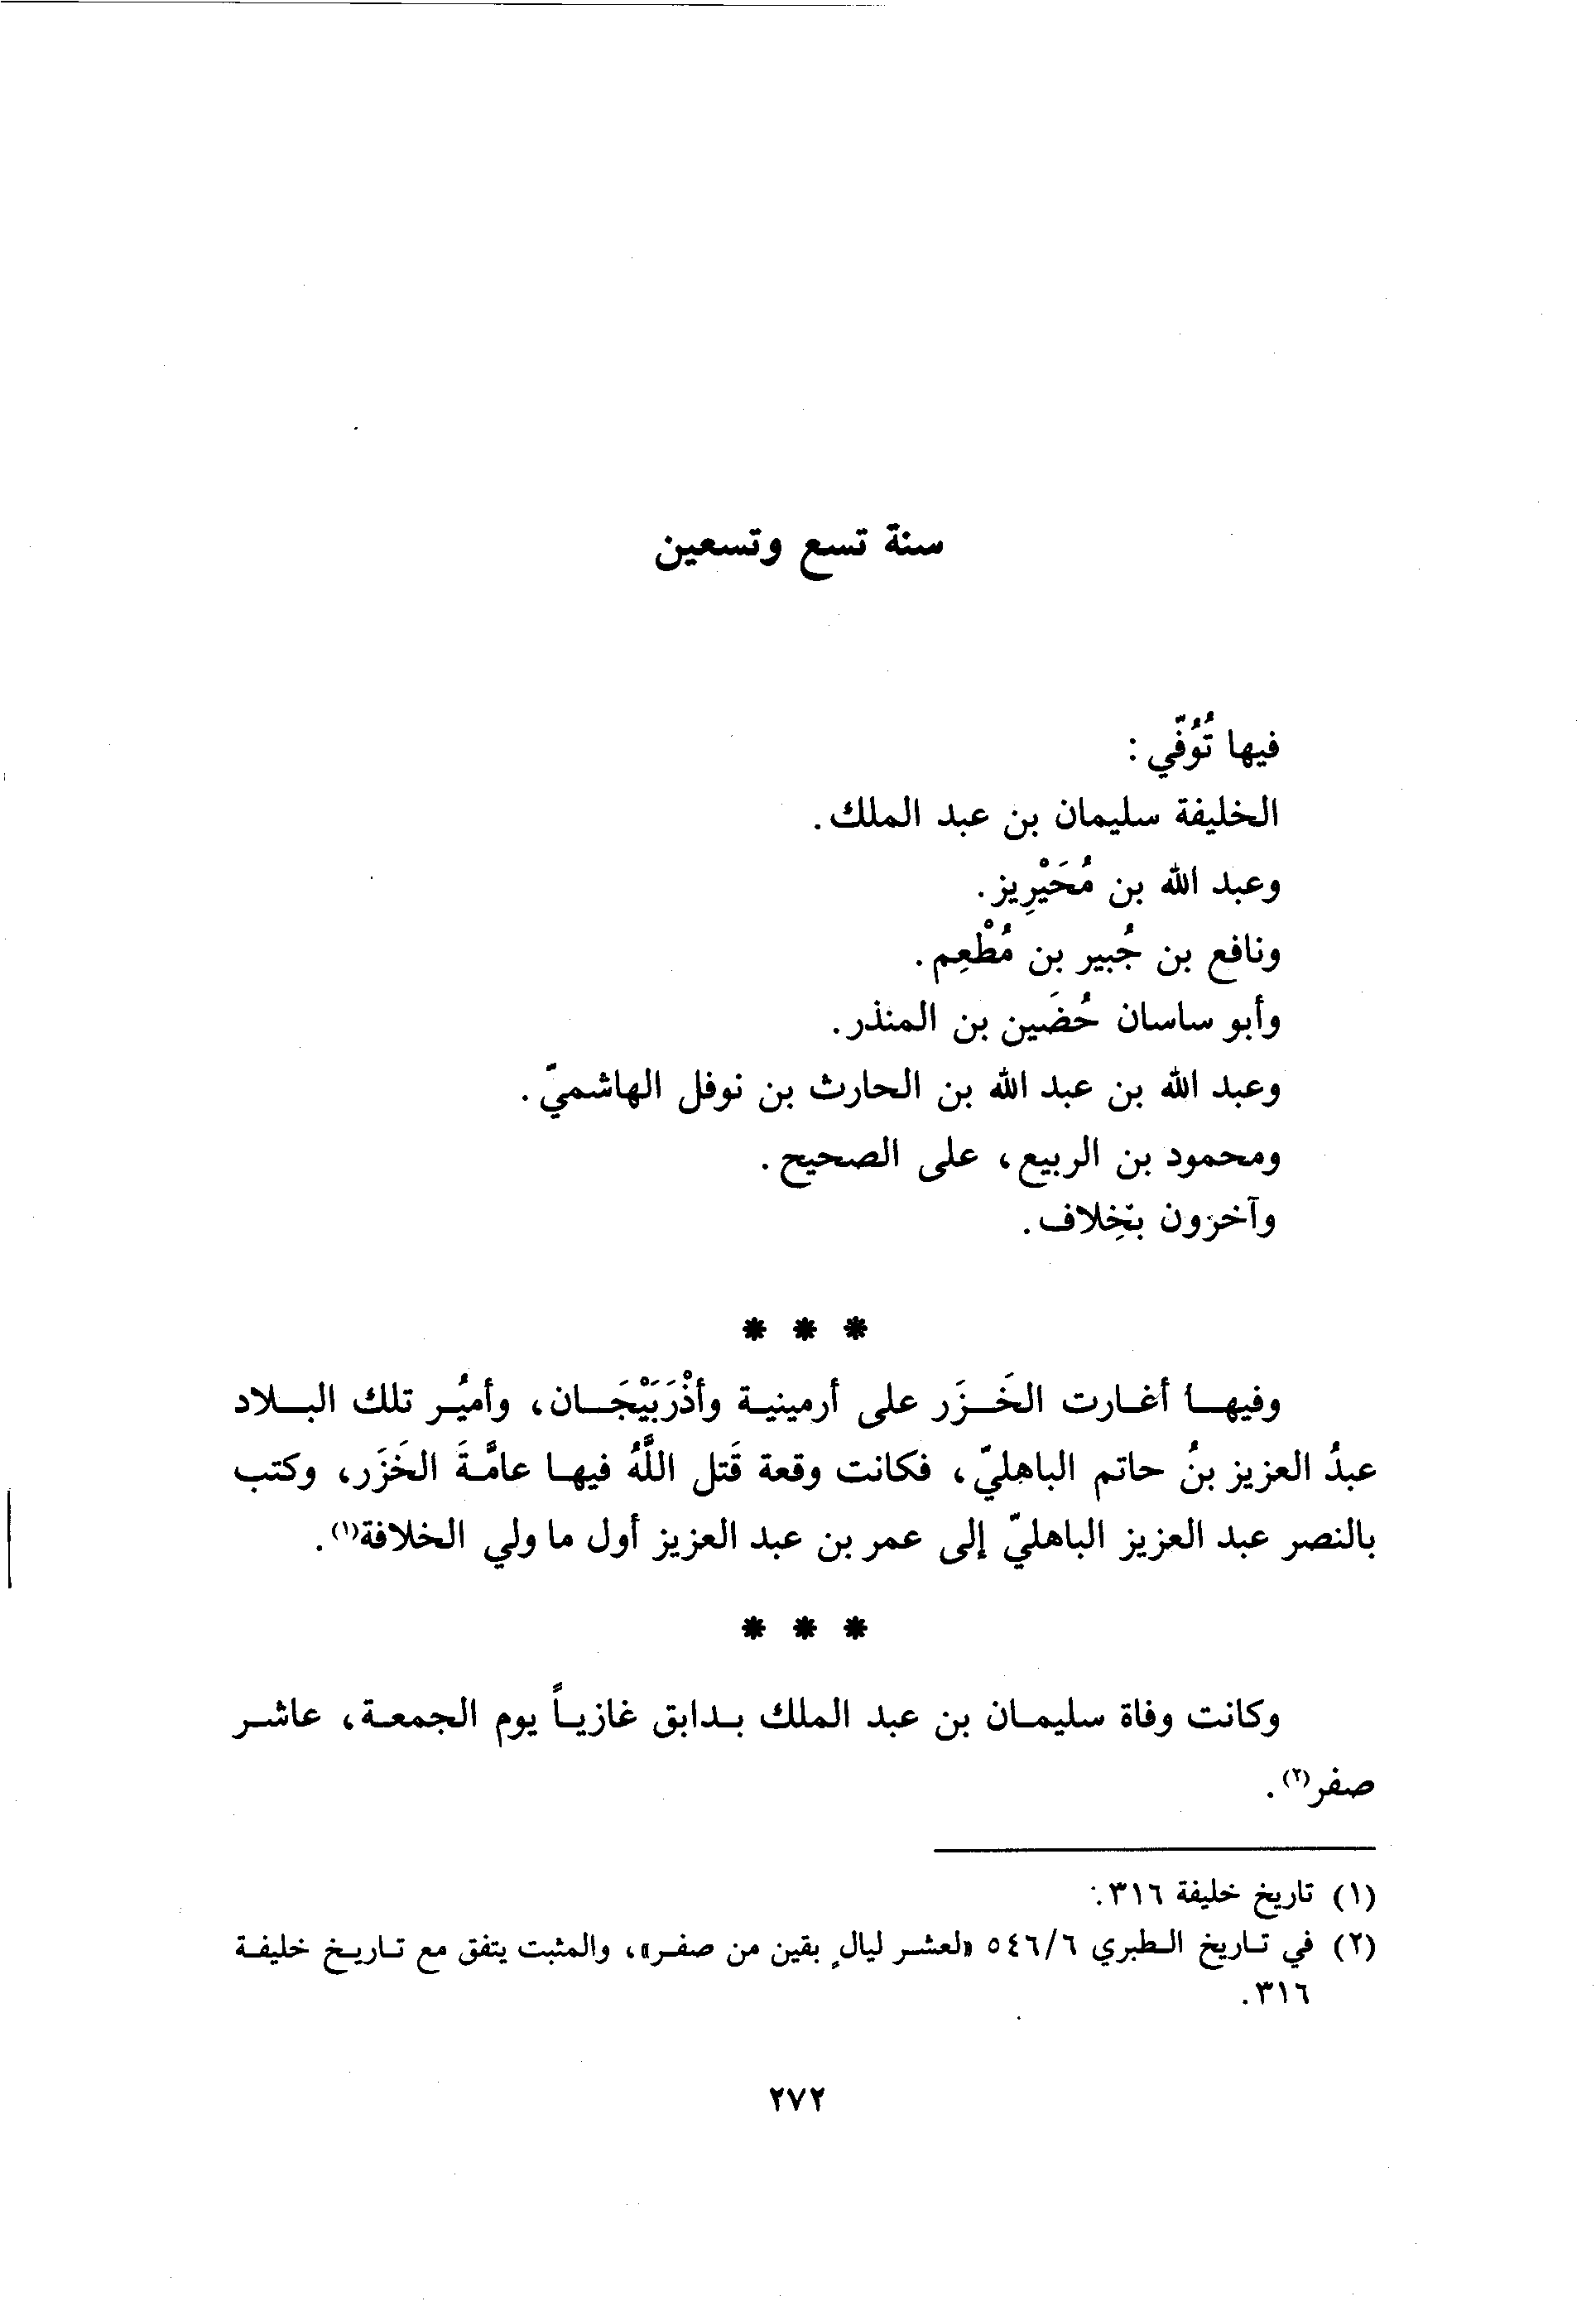 سنة تسع وتسعين
فيها تُوُفّي :
الخليفة سليمان بن عبد الملك .
وعبد الله بن مُحَيْرِيز .
ونافع بن جُبير بن مُطْعِم .
وأبو ساسان حُضَين بن المنذر .
وعبد الله بن عبد الله بن الحارث بن نوفل الهاشميّ .
ومحمود بن الربيع ، على الصحيح .
وآخرون بخِلاف .
* * *
وفيها أغارت الخَزَر على أرمينية وأذْرَبَيْجَان ، وأميُر تلك البلاد
عبدُ العزيز بنُ حاتم الباهليّ ، فكانت وقعة قَتل اللَّهُ فيها عامَّةَ الخَزَر ، وكتب
بالنصر عبد العزيز الباهليّ إلى عمر بن عبد العزيز أول ما ولي الخلافة(١) .
* * *
وكانت وفاة سليمان بن عبد الملك بدابق غازياً يوم الجمعة ، عاشر
صفر(٢) .
(١) تاريخ خليفة ٣١٦ .
(٢) في تاريخ الطبري ٥٤٦/٦ «لعشر ليالٍ بقين من صفر» ، والمثبت يتفق مع تاريخ خليفة
٣١٦ .
٢٧٢